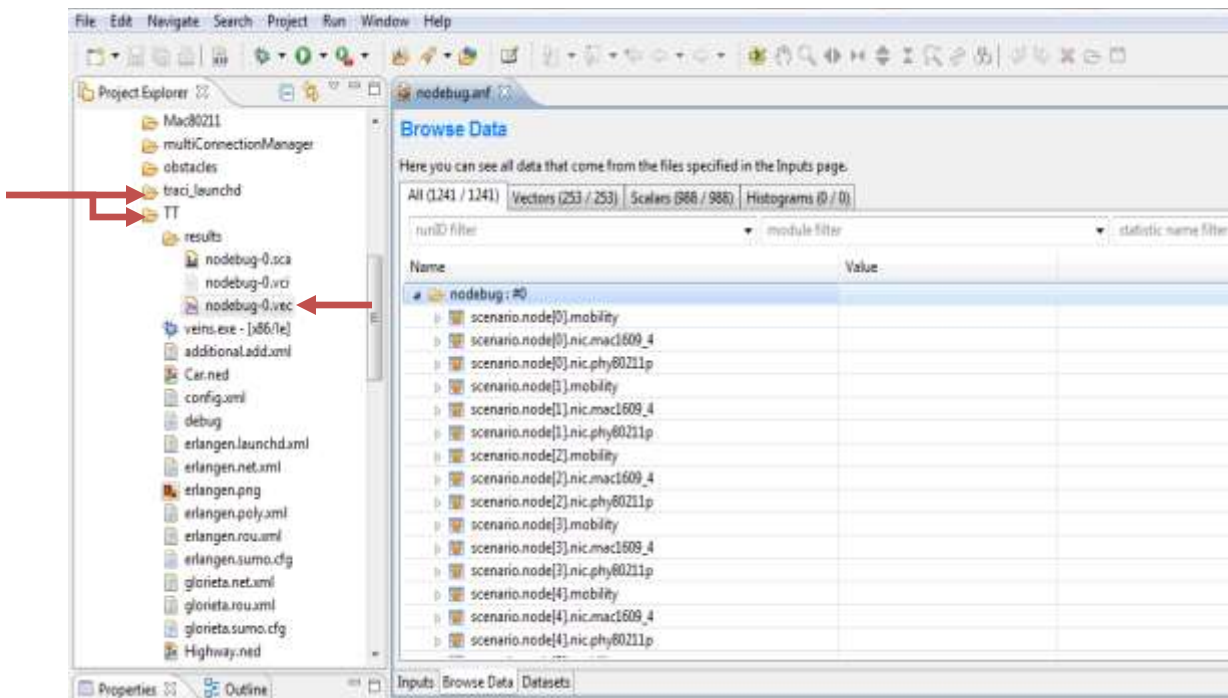 File Edit Navigate Search Project Run Window Help
Project Explorer
Mac80211
multiConnectionManager
obstacles
traci_launchd
TT
results
nodebug-0.sca
nodebug-0.vci
nodebug-0.vec
veins.exe - [x86/le]
additional.add.xml
Car.ned
config.xml
debug
erlangen.launchd.xml
erlangen.net.xml
erlangen.png
erlangen.poly.xml
erlangen.rou.xml
erlangen.sumo.cfg
glorieta.net.xml
glorieta.rou.xml
glorieta.sumo.cfg
Highway.ned
Properties Outline
nodebug.anf
Browse Data
Here you can see all data that come from the files specified in the Inputs page.
All (1241 / 1241) Vectors (253 / 253) Scalars (988 / 988) Histograms (0 / 0)
runID filter module filter statistic name filter
Name Value
nodebug : #0
scenario.node[0].mobility
scenario.node[0].nic.mac1609_4
scenario.node[0].nic.phy80211p
scenario.node[1].mobility
scenario.node[1].nic.mac1609_4
scenario.node[1].nic.phy80211p
scenario.node[2].mobility
scenario.node[2].nic.mac1609_4
scenario.node[2].nic.phy80211p
scenario.node[3].mobility
scenario.node[3].nic.mac1609_4
scenario.node[3].nic.phy80211p
scenario.node[4].mobility
scenario.node[4].nic.mac1609_4
scenario.node[4].nic.phy80211p
Inputs Browse Data Datasets